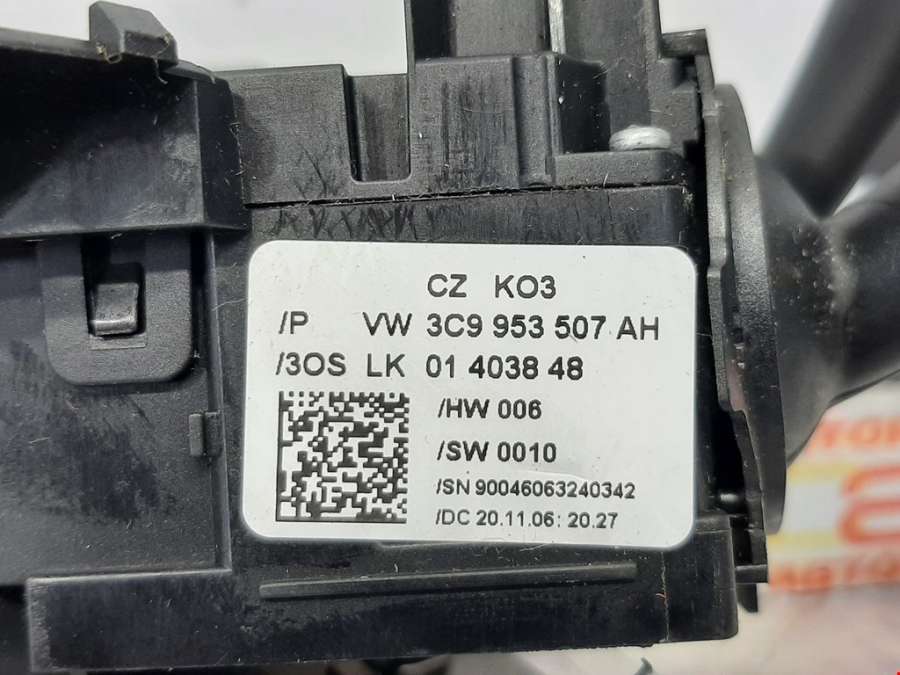 CZ KO3
/P VW 3C9 953 507 AH
/3OS LK 01 4038 48
/HW 006
/SW 0010
/SN 90046063240342
/DC 20.11.06: 20.27